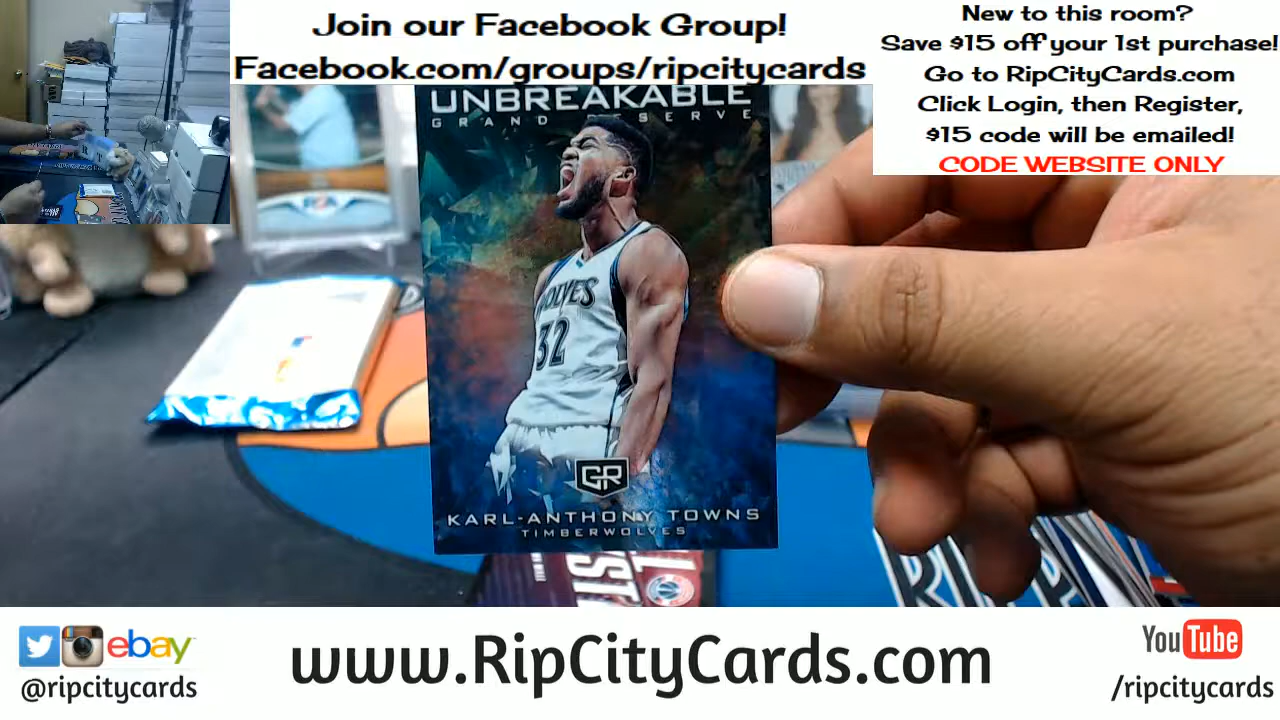 Join our Facebook Group!
Facebook.com/groups/ripcitycards
New to this room?
Save $15 off your 1st purchase!
Go to RipCityCards.com
Click Login, then Register,
$15 code will be emailed!
CODE WEBSITE ONLY
UNBREAKABLE
GRAND RESERVE
WOLVES
32
GR
KARL-ANTHONY TOWNS
TIMBERWOLVES
RIP
ebay
@ripcitycards
www.RipCityCards.com
YouTube
/ripcitycards